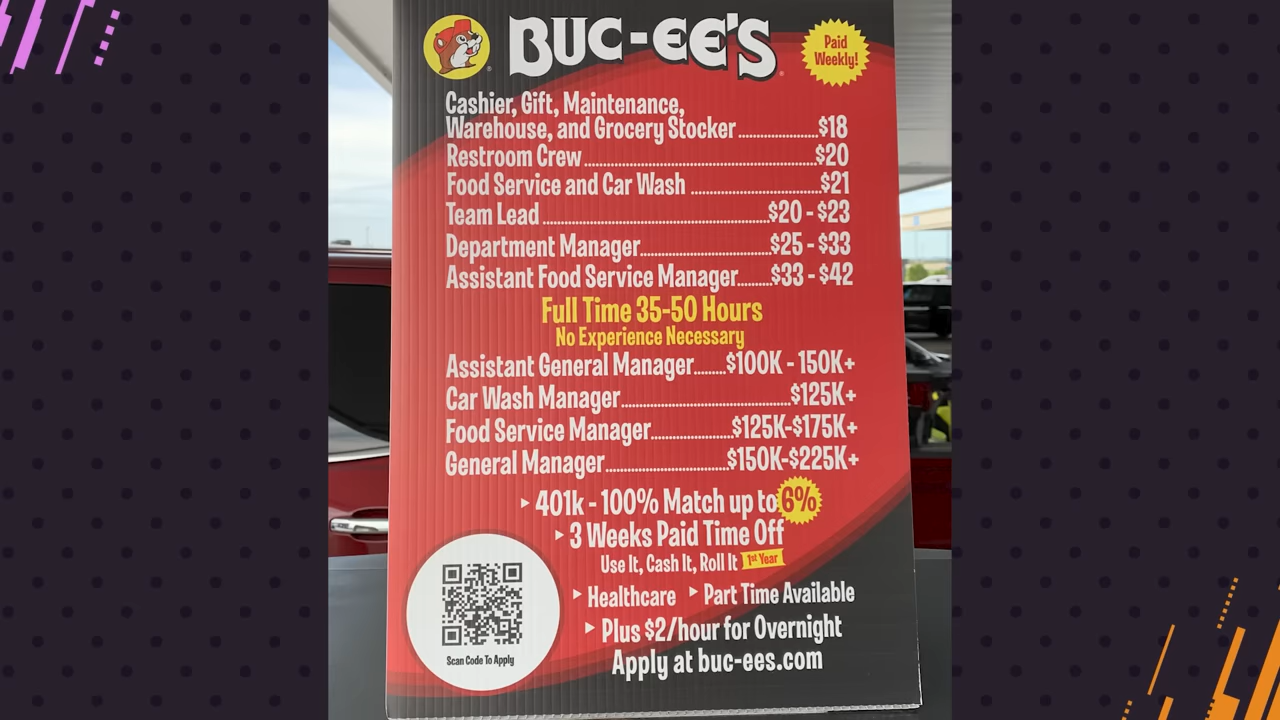 BUC-EE'S
Paid
Weekly!
Cashier, Gift, Maintenance,
Warehouse, and Grocery Stocker..................$18
Restroom Crew..................................................$20
Food Service and Car Wash ............................$21
Team Lead..................................................$20 - $23
Department Manager.............................$25 - $33
Assistant Food Service Manager........$33 - $42
Full Time 35-50 Hours
No Experience Necessary
Assistant General Manager.......$100K - 150K+
Car Wash Manager.....................................$125K+
Food Service Manager..................$125K-$175K+
General Manager...........................$150K-$225K+
‣ 401k - 100% Match up to 6%
‣ 3 Weeks Paid Time Off
Use It, Cash It, Roll It 1st Year
‣ Healthcare ‣ Part Time Available
‣ Plus $2/hour for Overnight
Apply at buc-ees.com
Scan Code To Apply